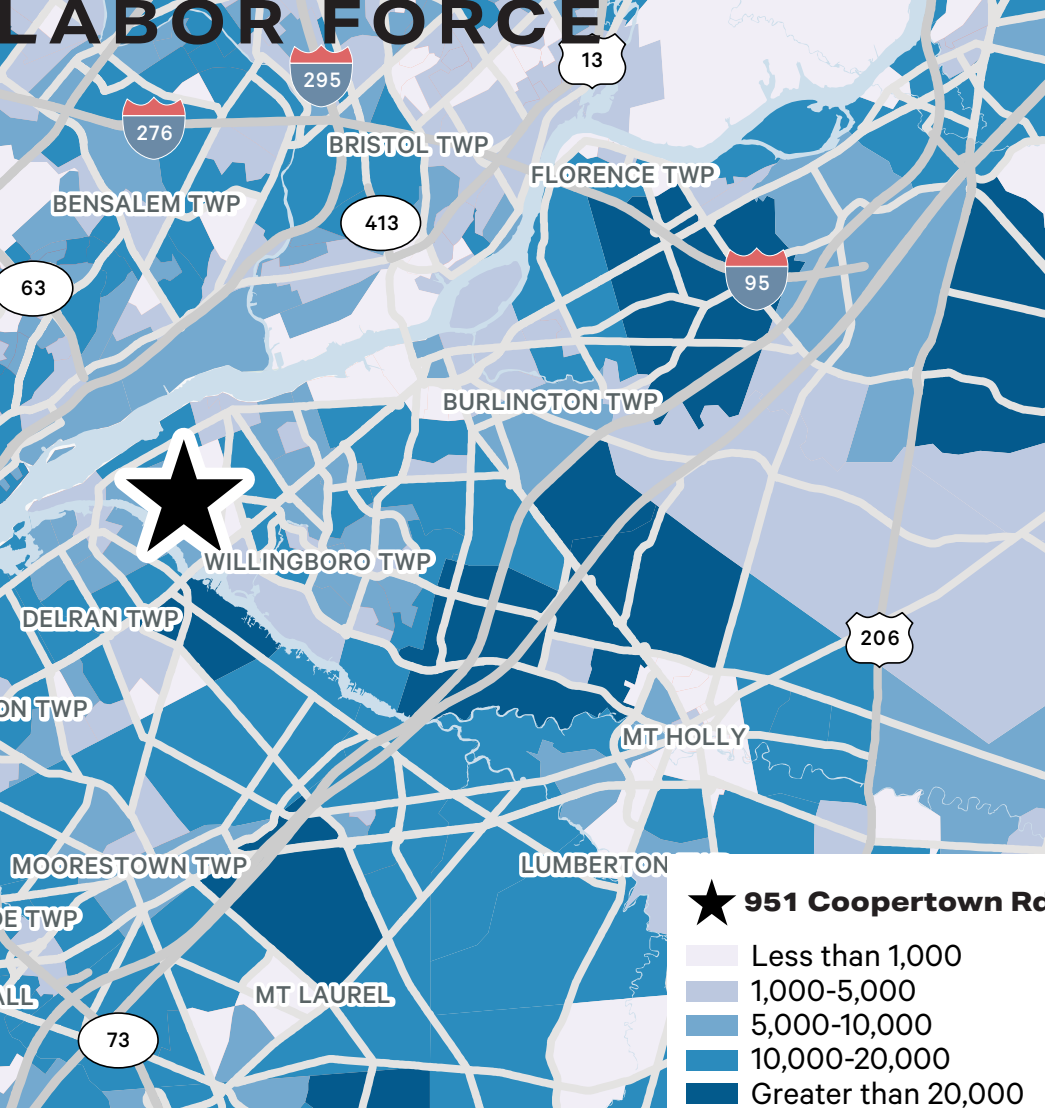 LABOR FORCE
13
295
276
BRISTOL TWP
FLORENCE TWP
BENSALEM TWP
413
63
95
BURLINGTON TWP
WILLINGBORO TWP
DELRAN TWP
206
ON TWP
MT HOLLY
MOORESTOWN TWP
LUMBERTON
DE TWP
951 Coopertown Rd
Less than 1,000
1,000-5,000
5,000-10,000
10,000-20,000
Greater than 20,000
ALL
MT LAUREL
73